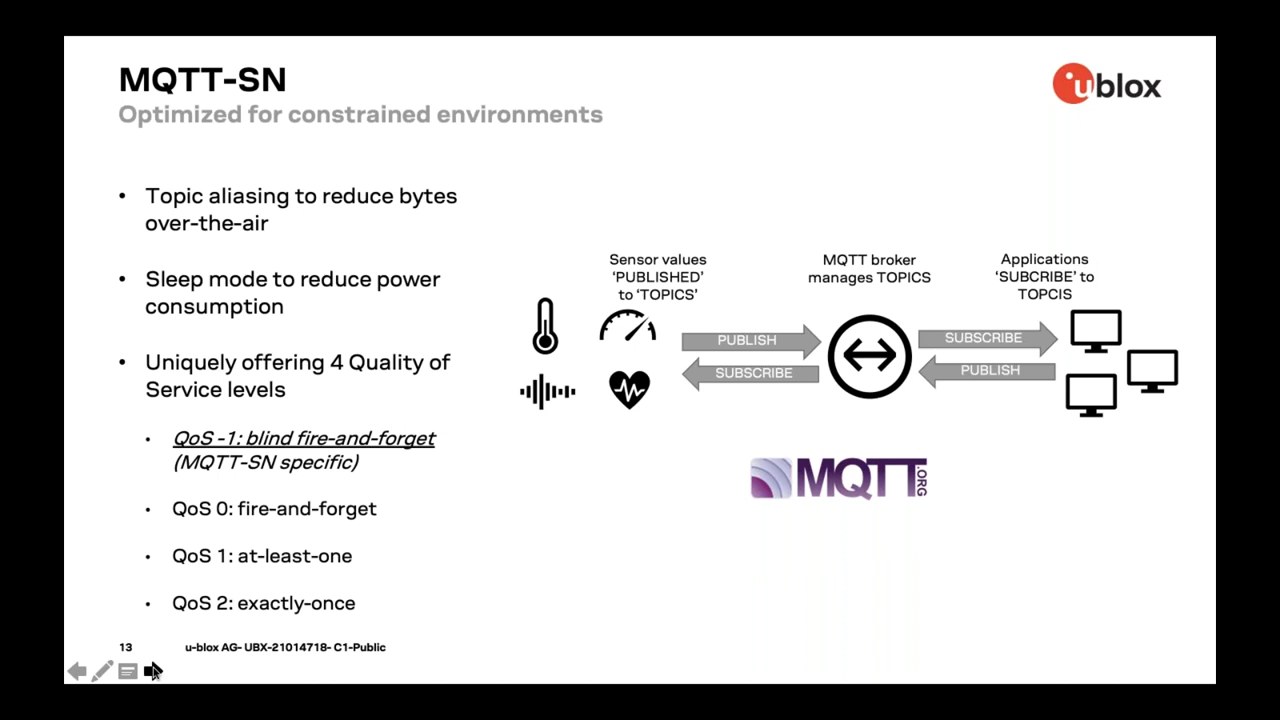 MQTT-SN
Optimized for constrained environments
ublox
• Topic aliasing to reduce bytes
over-the-air
• Sleep mode to reduce power
consumption
• Uniquely offering 4 Quality of
Service levels
• QoS -1: blind fire-and-forget
(MQTT-SN specific)
• QoS 0: fire-and-forget
• QoS 1: at-least-one
• QoS 2: exactly-once
Sensor values
‘PUBLISHED’
to ‘TOPICS’
MQTT broker
manages TOPICS
Applications
‘SUBCRIBE’ to
TOPCIS
PUBLISH
SUBSCRIBE
SUBSCRIBE
PUBLISH
MQTT.ORG
13
u-blox AG- UBX-21014718- C1-Public